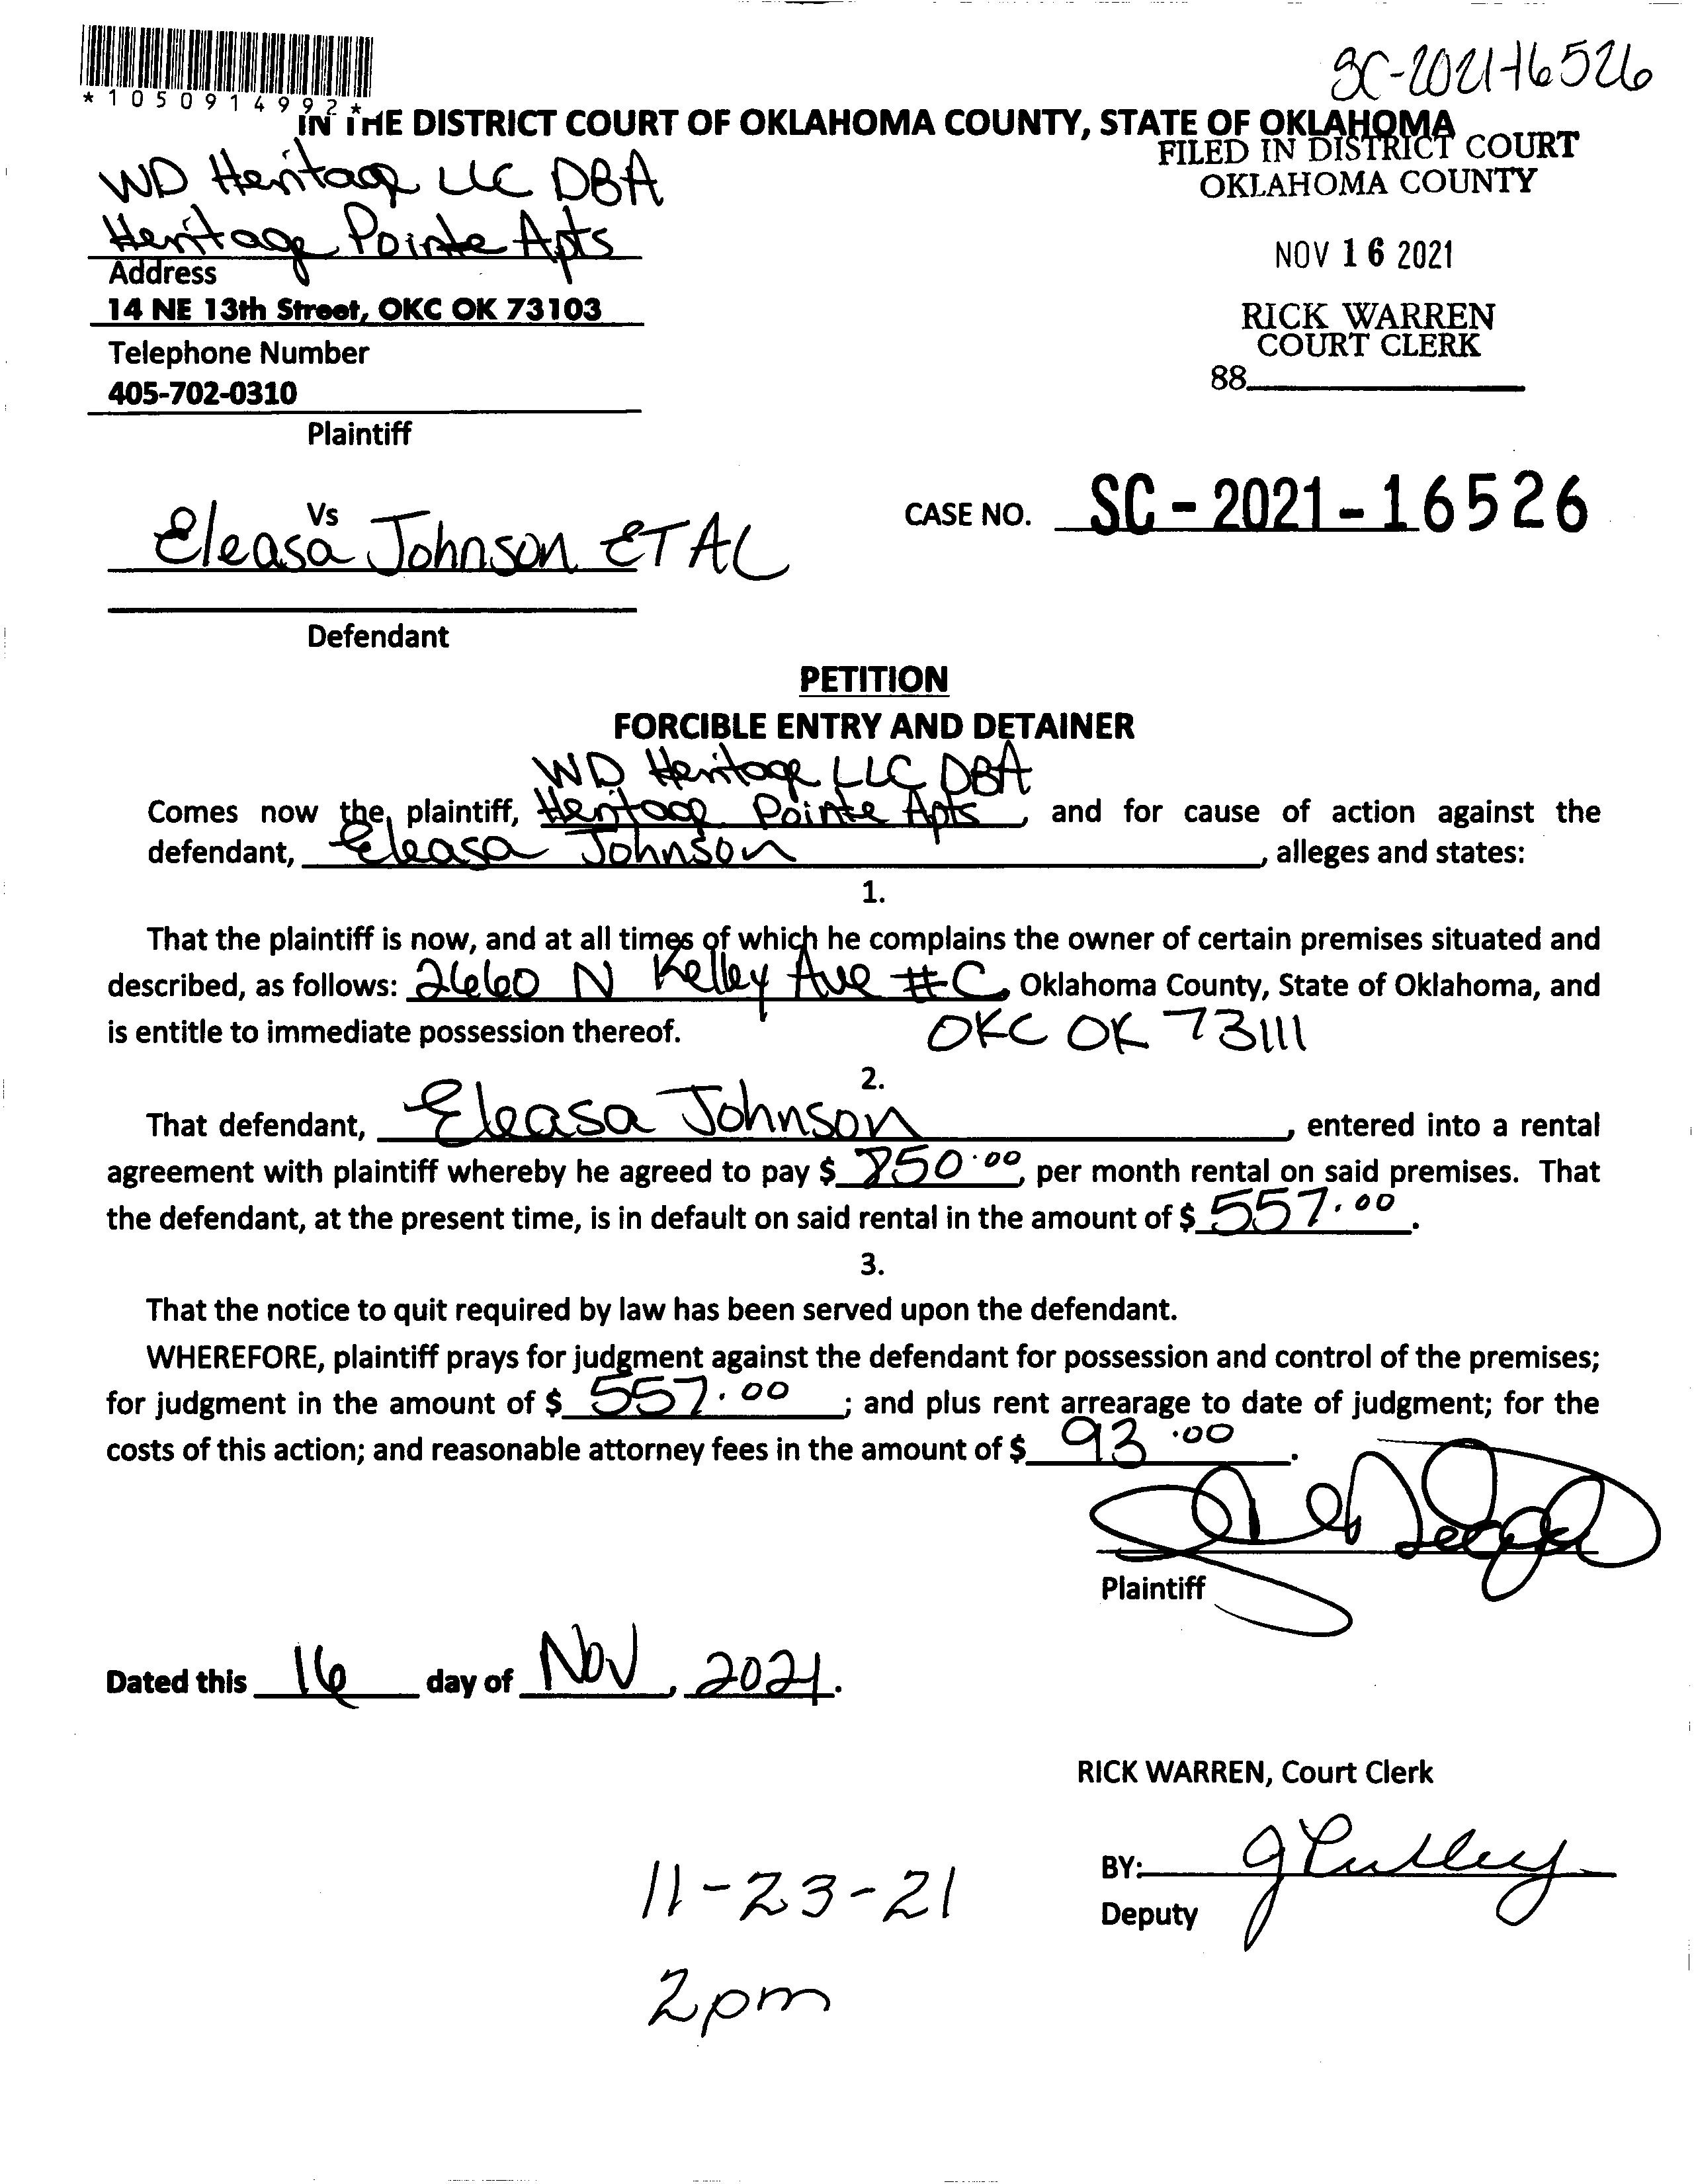 SC-2021-16526
*1050914992*
IN THE DISTRICT COURT OF OKLAHOMA COUNTY, STATE OF OKLAHOMA
FILED IN DISTRICT COURT
OKLAHOMA COUNTY
NOV 16 2021
RICK WARREN
COURT CLERK
88
WD Heritage LLC DBA
Heritage Pointe Apts
Address
14 NE 13th Street, OKC OK 73103
Telephone Number
405-702-0310
Plaintiff
Vs
Eleasa Johnson ET AL
CASE NO. SC-2021-16526
Defendant
PETITION
FORCIBLE ENTRY AND DETAINER
WD Heritage LLC DBA
Comes now the plaintiff, Heritage Pointe Apts, and for cause of action against the
defendant, Eleasa Johnson, alleges and states:
1.
That the plaintiff is now, and at all times of which he complains the owner of certain premises situated and
described, as follows: 2660 N Kelley Ave #C, Oklahoma County, State of Oklahoma, and
is entitle to immediate possession thereof. OKC OK 73111
2.
That defendant, Eleasa Johnson, entered into a rental
agreement with plaintiff whereby he agreed to pay $ 850.00, per month rental on said premises. That
the defendant, at the present time, is in default on said rental in the amount of $ 557.00.
3.
That the notice to quit required by law has been served upon the defendant.
WHEREFORE, plaintiff prays for judgment against the defendant for possession and control of the premises;
for judgment in the amount of $ 557.00; and plus rent arrearage to date of judgment; for the
costs of this action; and reasonable attorney fees in the amount of $ 93.00.
Plaintiff
Dated this 16 day of Nov, 2021.
RICK WARREN, Court Clerk
BY:
Deputy
11-23-21
2pm